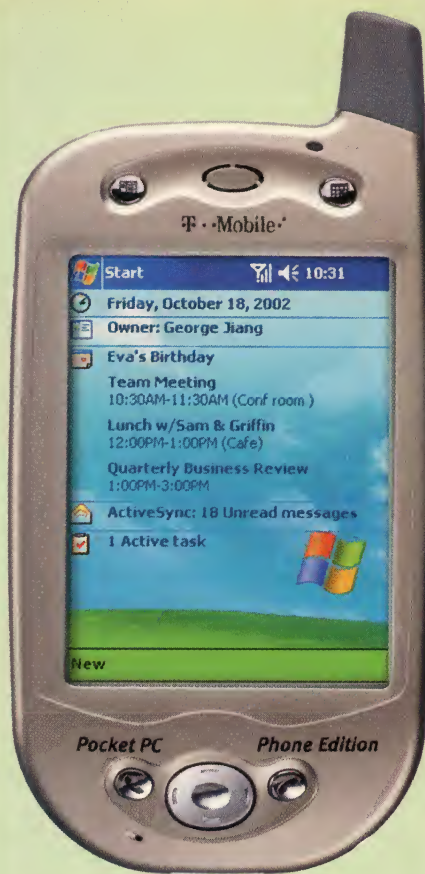 T··Mobile·
Start 10:31
Friday, October 18, 2002
Owner: George Jiang
Eva's Birthday
Team Meeting
10:30AM-11:30AM (Conf room )
Lunch w/Sam & Griffin
12:00PM-1:00PM (Cafe)
Quarterly Business Review
1:00PM-3:00PM
ActiveSync: 18 Unread messages
1 Active task
New
Pocket PC Phone Edition